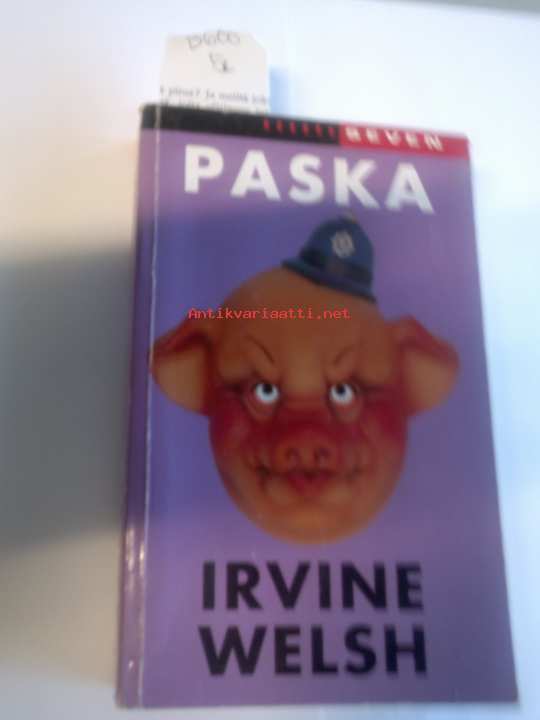 SEVEN
PASKA
Antikvariaatti.net
IRVINE
WELSH